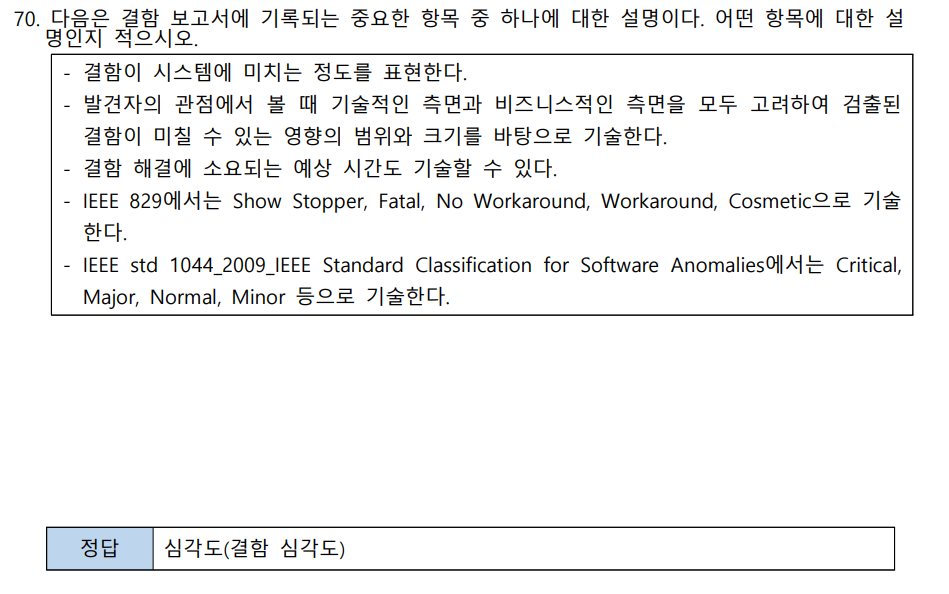 70. 다음은 결함 보고서에 기록되는 중요한 항목 중 하나에 대한 설명이다. 어떤 항목에 대한 설
명인지 적으시오.
- 결함이 시스템에 미치는 정도를 표현한다.
- 발견자의 관점에서 볼 때 기술적인 측면과 비즈니스적인 측면을 모두 고려하여 검출된
결함이 미칠 수 있는 영향의 범위와 크기를 바탕으로 기술한다.
- 결함 해결에 소요되는 예상 시간도 기술할 수 있다.
- IEEE 829에서는 Show Stopper, Fatal, No Workaround, Workaround, Cosmetic으로 기술
한다.
- IEEE std 1044_2009_IEEE Standard Classification for Software Anomalies에서는 Critical,
Major, Normal, Minor 등으로 기술한다.
정답 심각도(결함 심각도)